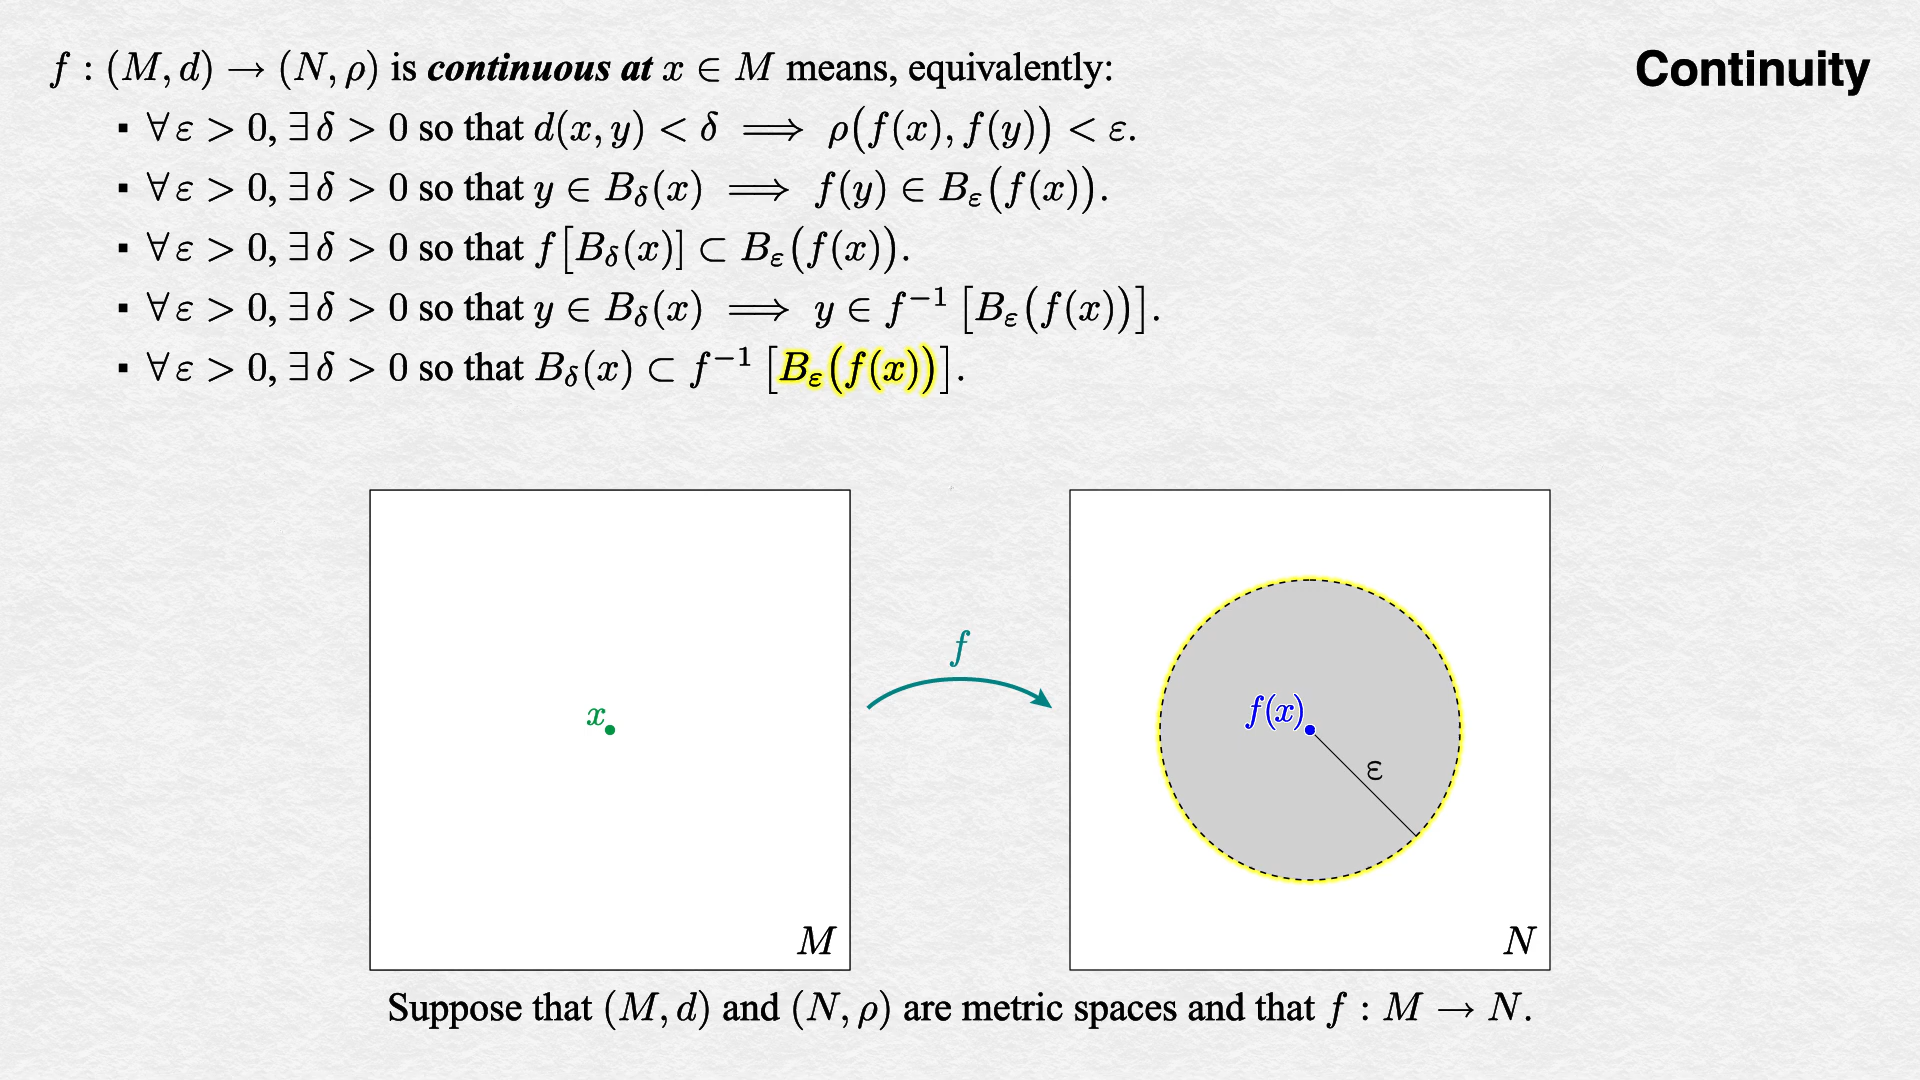 Continuity
f : (M, d) → (N, ρ) is continuous at x ∈ M means, equivalently:
▪ ∀ ε > 0, ∃ δ > 0 so that d(x, y) < δ ⟹ ρ(f(x), f(y)) < ε.
▪ ∀ ε > 0, ∃ δ > 0 so that y ∈ B_δ(x) ⟹ f(y) ∈ B_ε(f(x)).
▪ ∀ ε > 0, ∃ δ > 0 so that f[B_δ(x)] ⊂ B_ε(f(x)).
▪ ∀ ε > 0, ∃ δ > 0 so that y ∈ B_δ(x) ⟹ y ∈ f⁻¹ [B_ε(f(x))].
▪ ∀ ε > 0, ∃ δ > 0 so that B_δ(x) ⊂ f⁻¹ [B_ε(f(x))].
f
x
f(x)
ε
M
N
Suppose that (M, d) and (N, ρ) are metric spaces and that f : M → N.